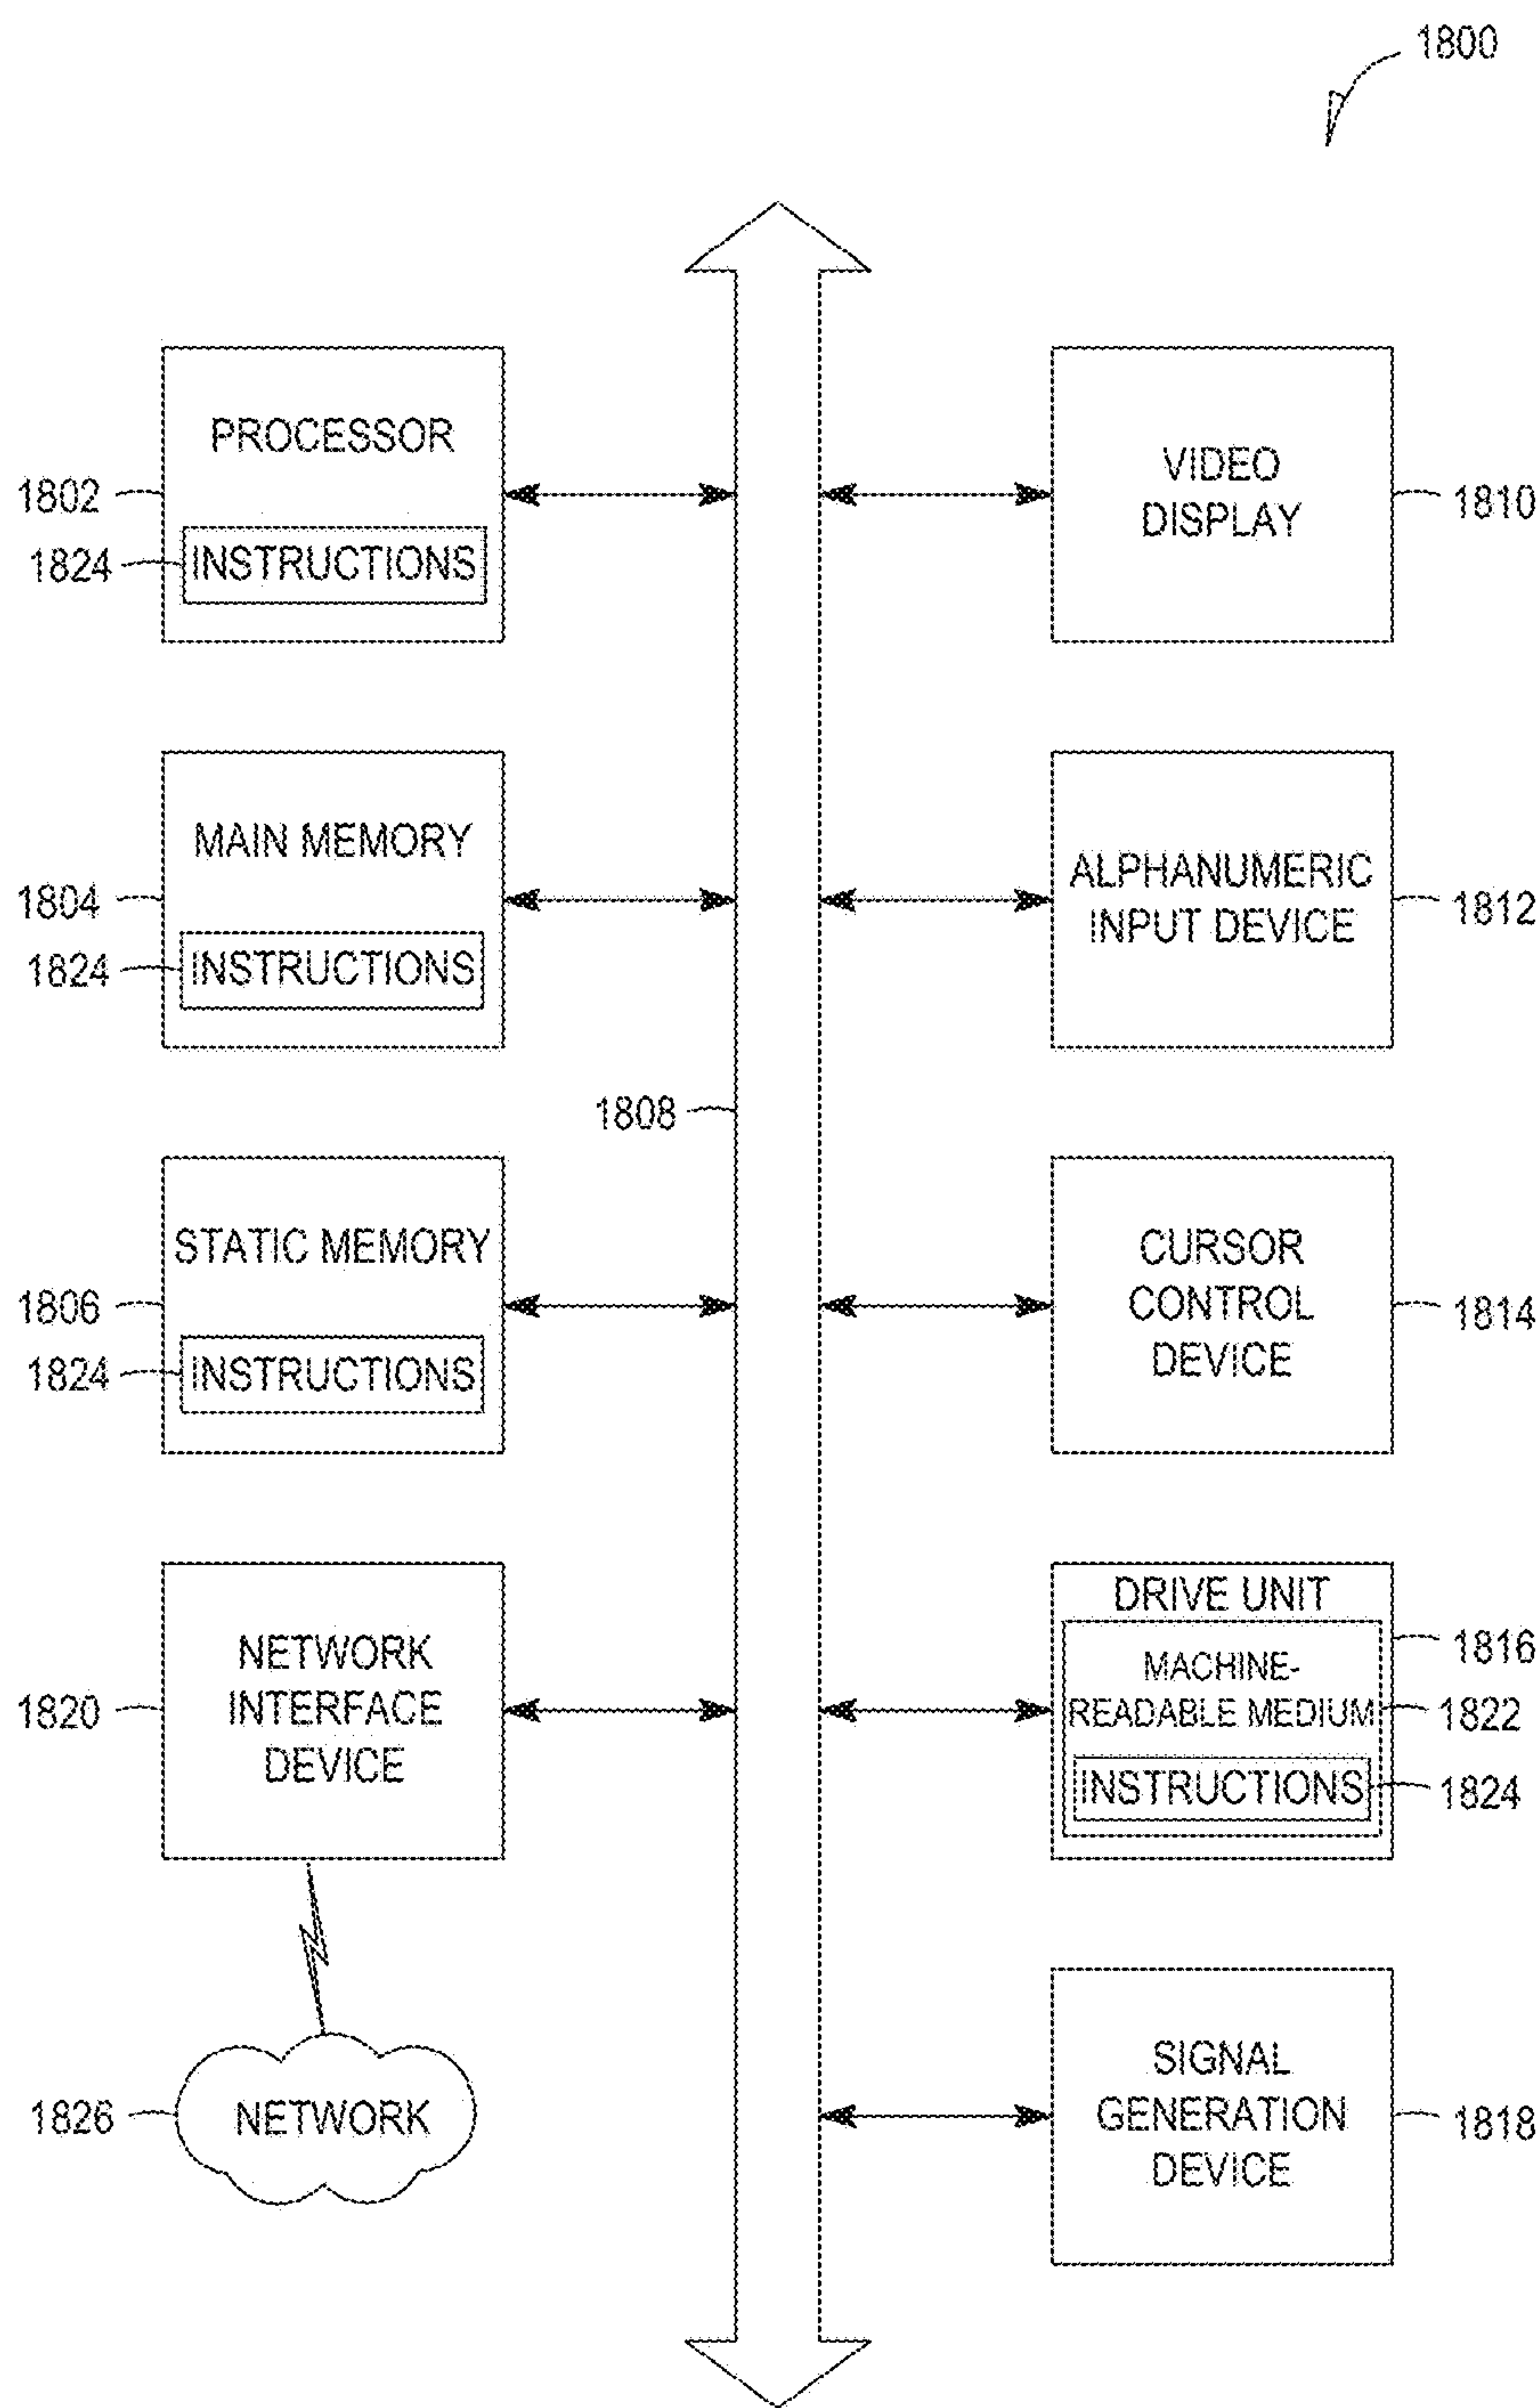 1800
PROCESSOR
1802
1824
INSTRUCTIONS
VIDEO
DISPLAY
1810
MAIN MEMORY
1804
1824
INSTRUCTIONS
ALPHANUMERIC
INPUT DEVICE
1812
1808
STATIC MEMORY
1806
1824
INSTRUCTIONS
CURSOR
CONTROL
DEVICE
1814
NETWORK
INTERFACE
DEVICE
1820
DRIVE UNIT
1816
MACHINE-
READABLE MEDIUM
1822
INSTRUCTIONS
1824
1826
NETWORK
SIGNAL
GENERATION
DEVICE
1818